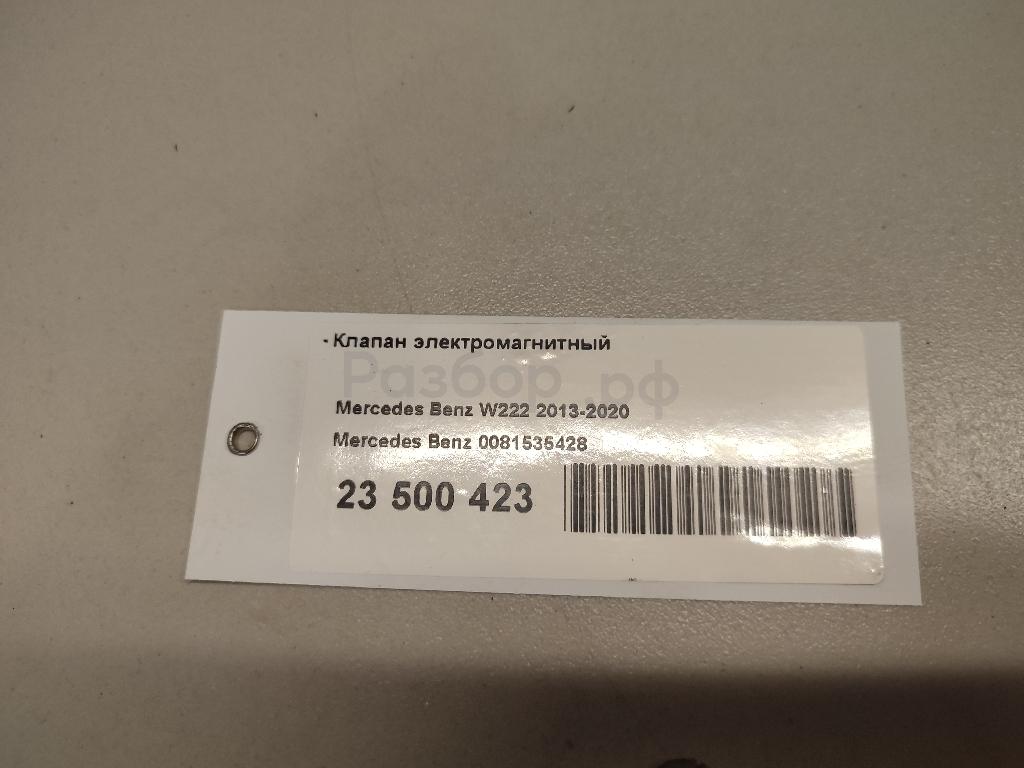 Клапан электромагнитный
Разбор.рф
Mercedes Benz W222 2013-2020
Mercedes Benz 0081535428
23 500 423